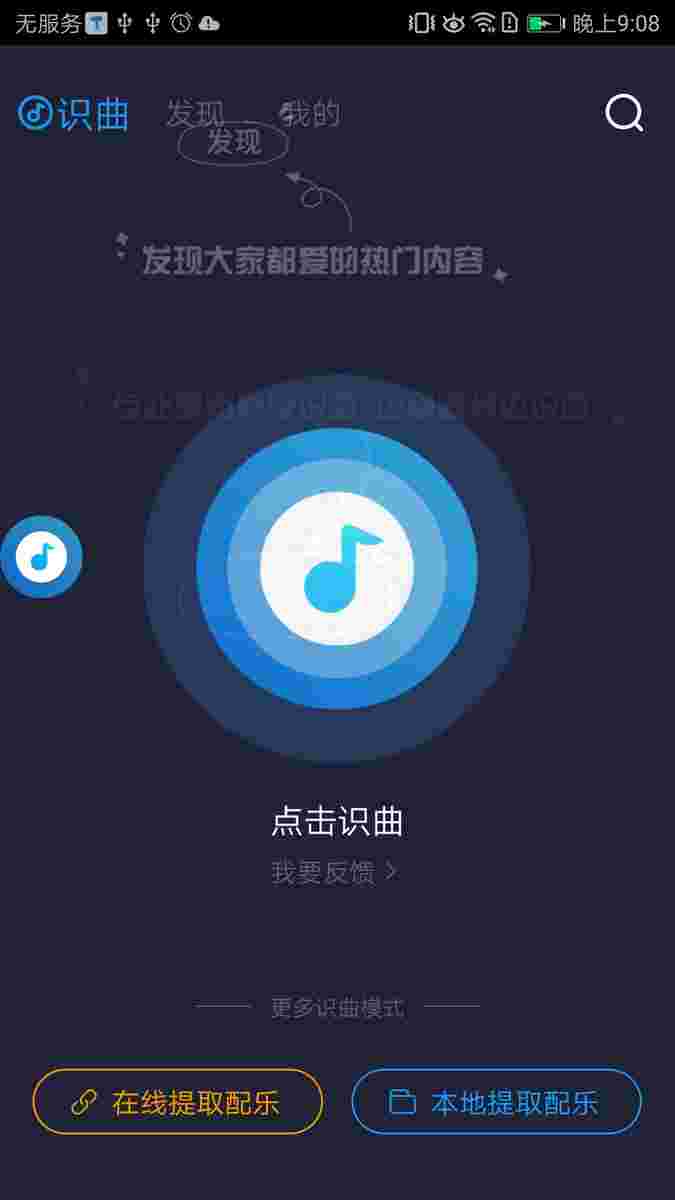 无服务 晚上9:08
识曲 发现 我的
发现
发现大家都爱的热门内容
点击识曲
我要反馈 >
更多识曲模式
在线提取配乐 本地提取配乐